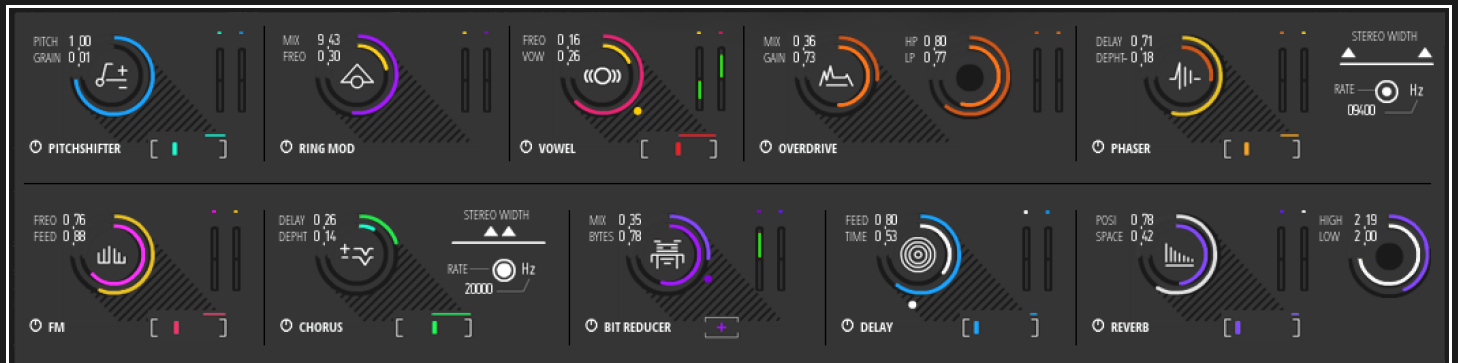 PITCH 1,00
GRAIN 0,01
PITCHSHIFTER
MIX 9,43
FREQ 0,30
RING MOD
FREQ 0,16
VOW 0,26
VOWEL
MIX 0,36
GAIN 0,73
HP 0,80
LP 0,77
OVERDRIVE
DELAY 0,71
DEPHT- 0,18
PHASER
STEREO WIDTH
RATE Hz
09400
FREQ 0,76
FEED 0,88
FM
DELAY 0,26
DEPHT 0,14
CHORUS
STEREO WIDTH
RATE Hz
20000
MIX 0,35
BYTES 0,78
BIT REDUCER
FEED 0,80
TIME 0,53
DELAY
POSI 0,78
SPACE 0,42
REVERB
HIGH 2,19
LOW 2,00